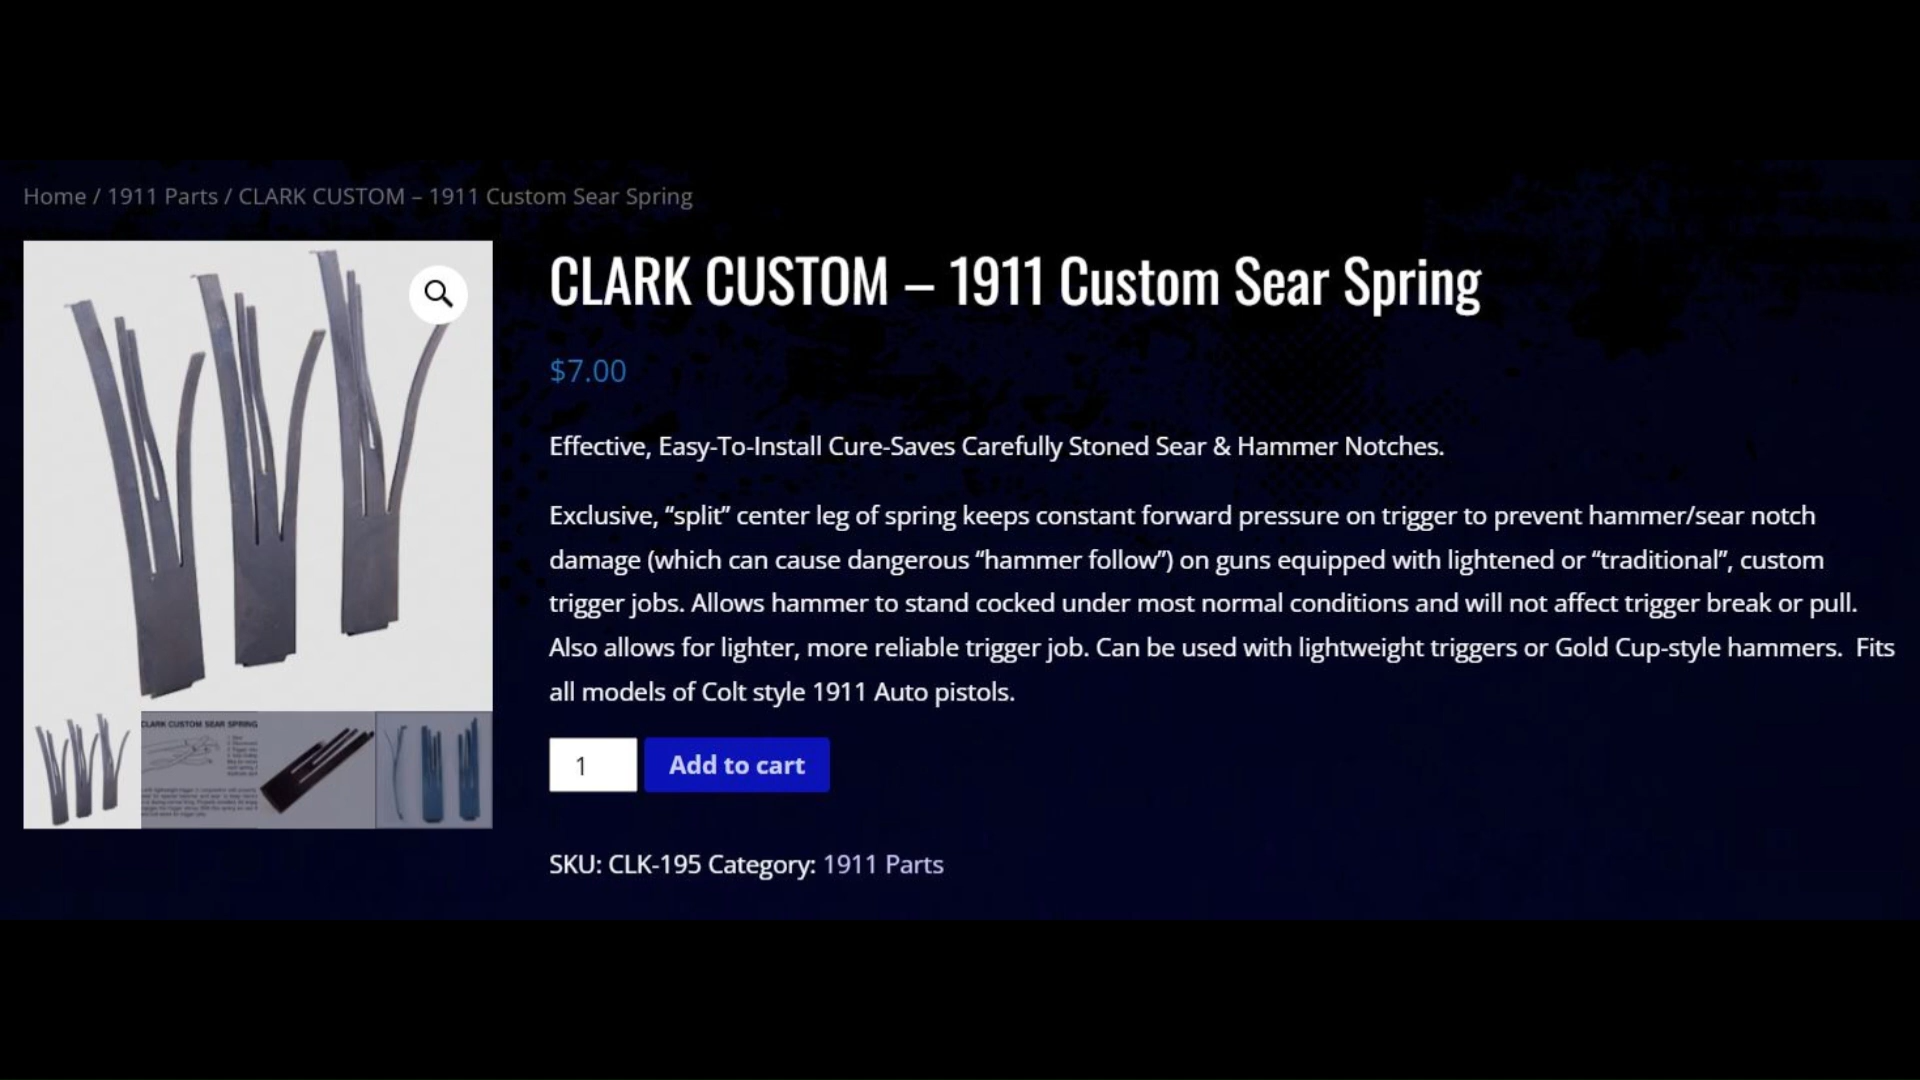 Home / 1911 Parts / CLARK CUSTOM – 1911 Custom Sear Spring
CLARK CUSTOM – 1911 Custom Sear Spring
$7.00
Effective, Easy-To-Install Cure-Saves Carefully Stoned Sear & Hammer Notches.
Exclusive, “split” center leg of spring keeps constant forward pressure on trigger to prevent hammer/sear notch
damage (which can cause dangerous “hammer follow”) on guns equipped with lightened or “traditional”, custom
trigger jobs. Allows hammer to stand cocked under most normal conditions and will not affect trigger break or pull.
Also allows for lighter, more reliable trigger job. Can be used with lightweight triggers or Gold Cup-style hammers.  Fits
all models of Colt style 1911 Auto pistols.
CLARK CUSTOM SEAR SPRING
1
Add to cart
SKU: CLK-195 Category: 1911 Parts